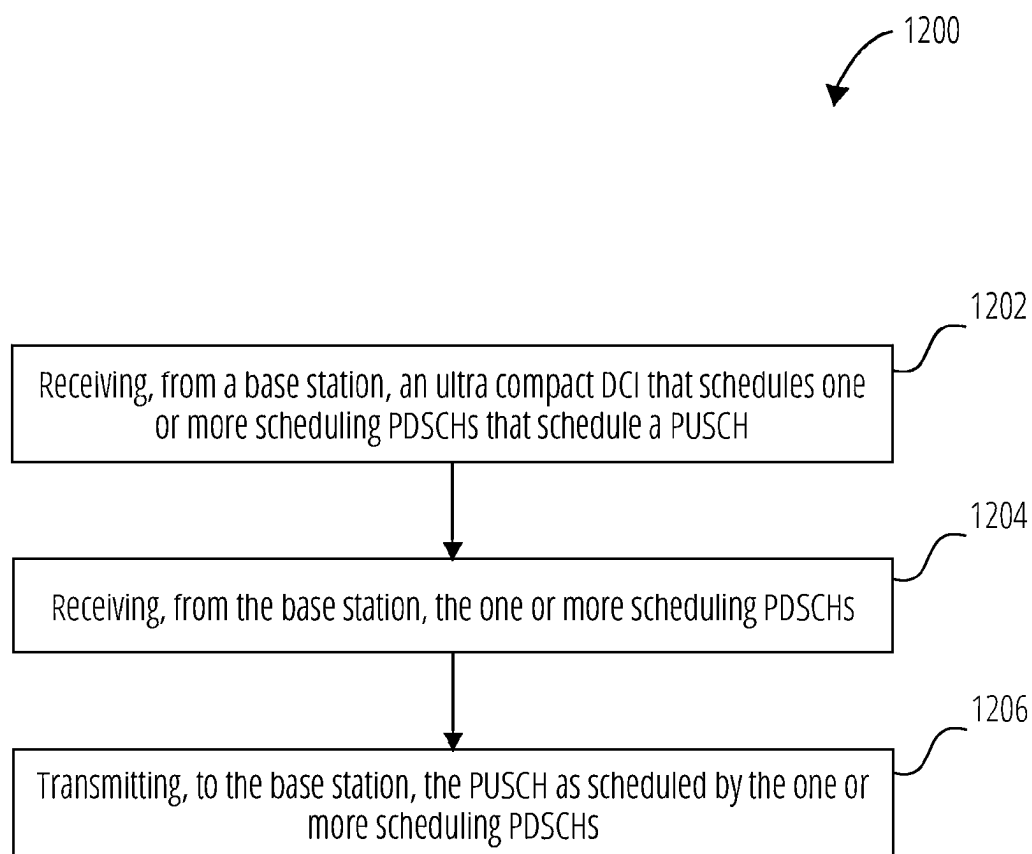 1200
1202
Receiving, from a base station, an ultra compact DCI that schedules one
or more scheduling PDSCHs that schedule a PUSCH
1204
Receiving, from the base station, the one or more scheduling PDSCHs
1206
Transmitting, to the base station, the PUSCH as scheduled by the one or
more scheduling PDSCHs